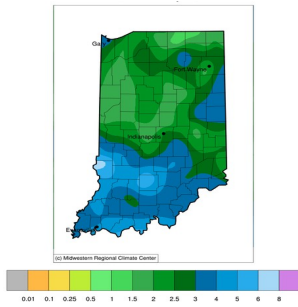 Gary
Fort Wayne
Indianapolis
(c) Midwestern Regional Climate Center
0.01 0.1 0.25 0.5 1 1.5 2 2.5 3 4 5 6 8